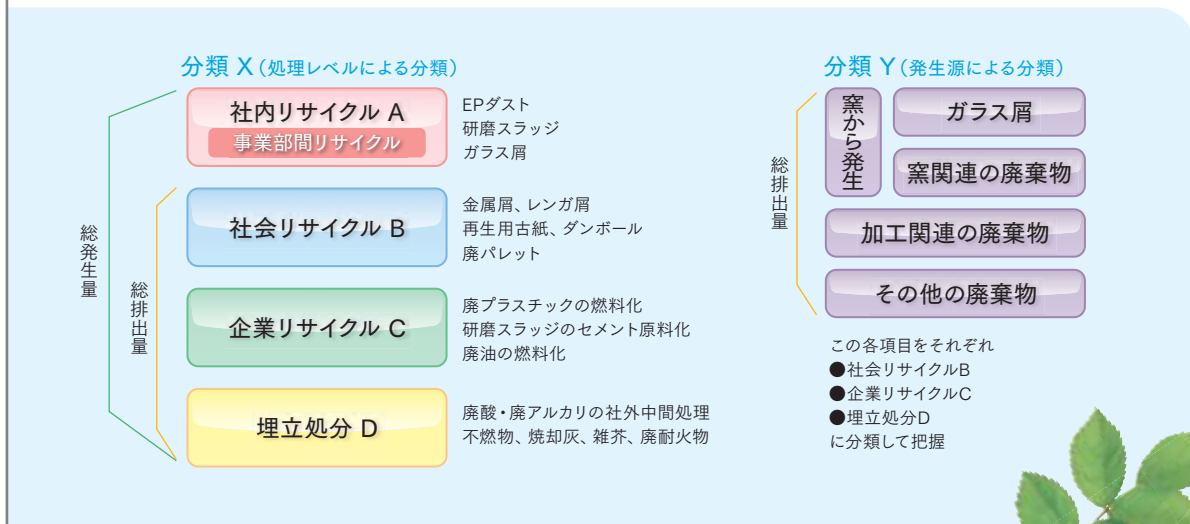 分類 X（処理レベルによる分類）
総発生量
総排出量
社内リサイクル A
事業部間リサイクル
EPダスト
研磨スラッジ
ガラス屑
社会リサイクル B
金属屑、レンガ屑
再生用古紙、ダンボール
廃パレット
企業リサイクル C
廃プラスチックの燃料化
研磨スラッジのセメント原料化
廃油の燃料化
埋立処分 D
廃酸・廃アルカリの社外中間処理
不燃物、焼却灰、雑芥、廃耐火物
分類 Y（発生源による分類）
総排出量
窯から発生
ガラス屑
窯関連の廃棄物
加工関連の廃棄物
その他の廃棄物
この各項目をそれぞれ
●社会リサイクルB
●企業リサイクルC
●埋立処分D
に分類して把握